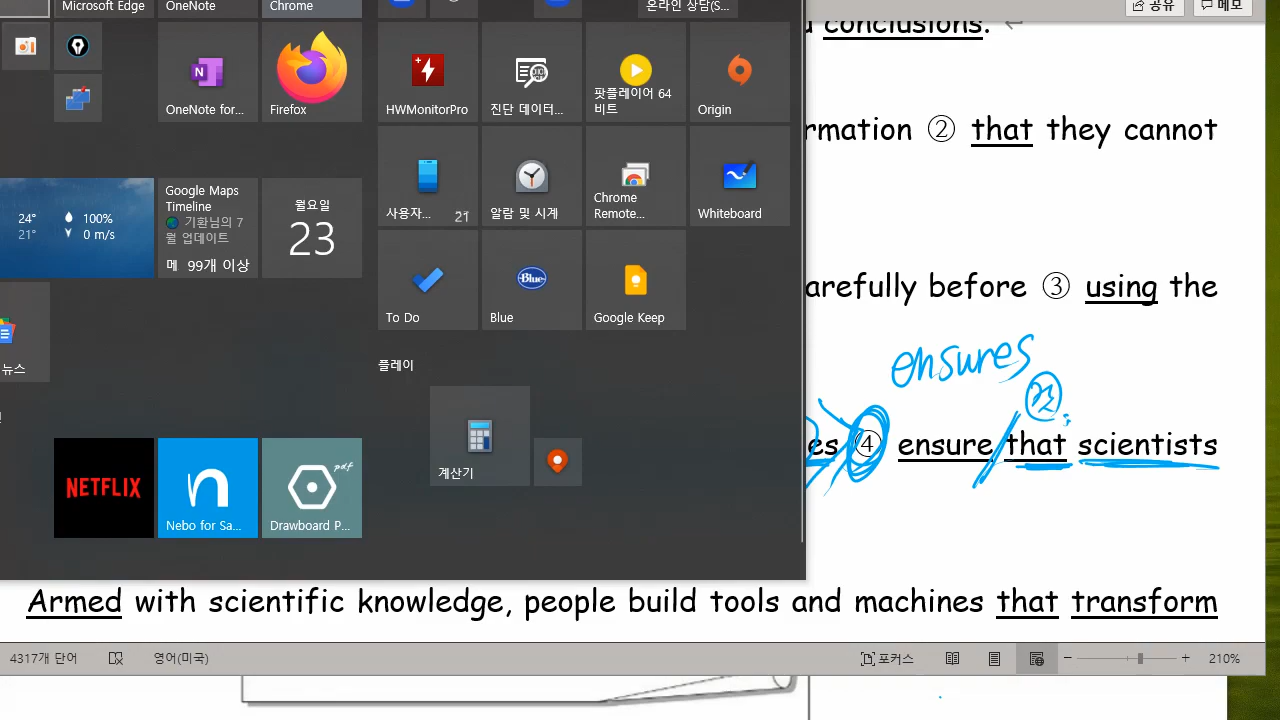 Microsoft Edge
OneNote
Chrome
온라인 상담(S...
공유
메모
conclusions.
OneNote for...
Firefox
HWMonitorPro
진단 데이터...
팟플레이어 64
비트
Origin
rmation ② that they cannot
24°
21°
100%
0 m/s
Google Maps
Timeline
기환님의 7
월 업데이트
메 99개 이상
월요일
23
사용자...
21
알람 및 시계
Chrome
Remote...
Whiteboard
To Do
Blue
Google Keep
arefully before ③ using the
뉴스
플레이
ensures
계산기
es ④ ensure that scientists
NETFLIX
Nebo for Sa...
pdf
Drawboard P...
Armed with scientific knowledge, people build tools and machines that transform
4317개 단어
영어(미국)
포커스
210%